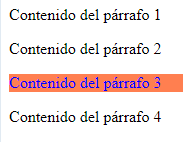 Contenido del párrafo 1
Contenido del párrafo 2
Contenido del párrafo 3
Contenido del párrafo 4